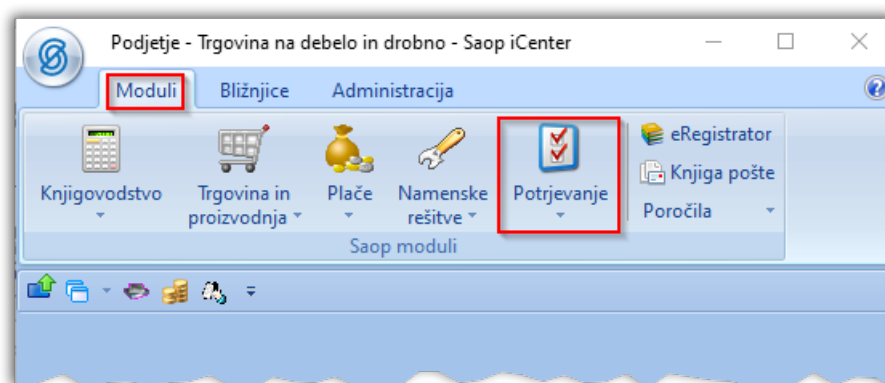 Podjetje - Trgovina na debelo in drobno - Saop iCenter
Moduli Bližnjice Administracija
Knjigovodstvo
Trgovina in
proizvodnja
Plače
Namenske
rešitve
Potrjevanje
eRegistrator
Knjiga pošte
Poročila
Saop moduli